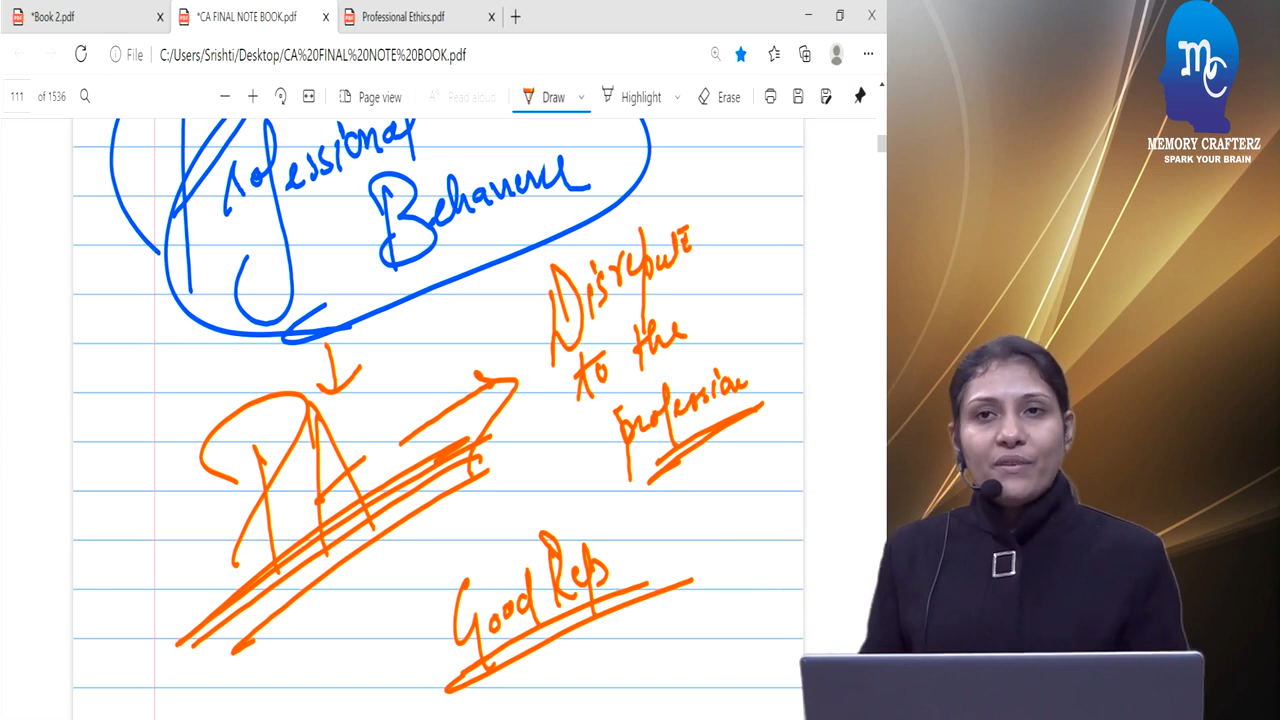 *Book 2.pdf
*CA FINAL NOTE BOOK.pdf
Professional Ethics.pdf
File C:/Users/Srishti/Desktop/CA%20FINAL%20NOTE%20BOOK.pdf
111 of 1536
Page view
Read aloud
Draw
Highlight
Erase
Professional
Behaviour
Disrepute
to the
profession
PA
Good Rep
MC
MEMORY CRAFTERZ
SPARK YOUR BRAIN